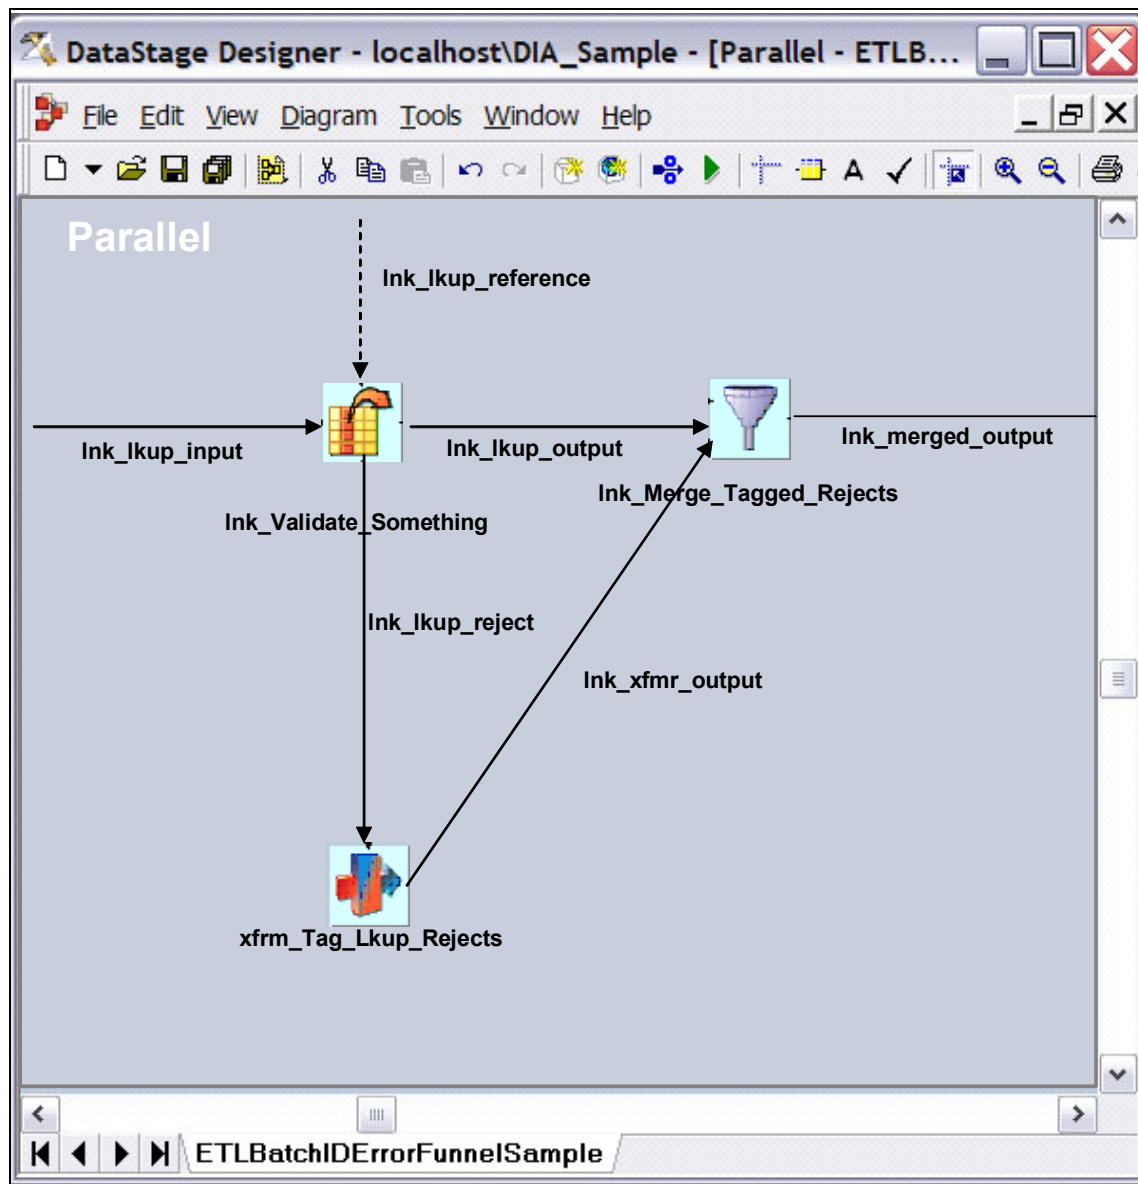 DataStage Designer - localhost\DIA_Sample - [Parallel - ETLB...
File Edit View Diagram Tools Window Help
A
Parallel
lnk_lkup_reference
lnk_lkup_input
lnk_lkup_output
lnk_merged_output
lnk_Merge_Tagged_Rejects
lnk_Validate_Something
lnk_lkup_reject
lnk_xfmr_output
xfrm_Tag_Lkup_Rejects
ETLBatchIDErrorFunnelSample